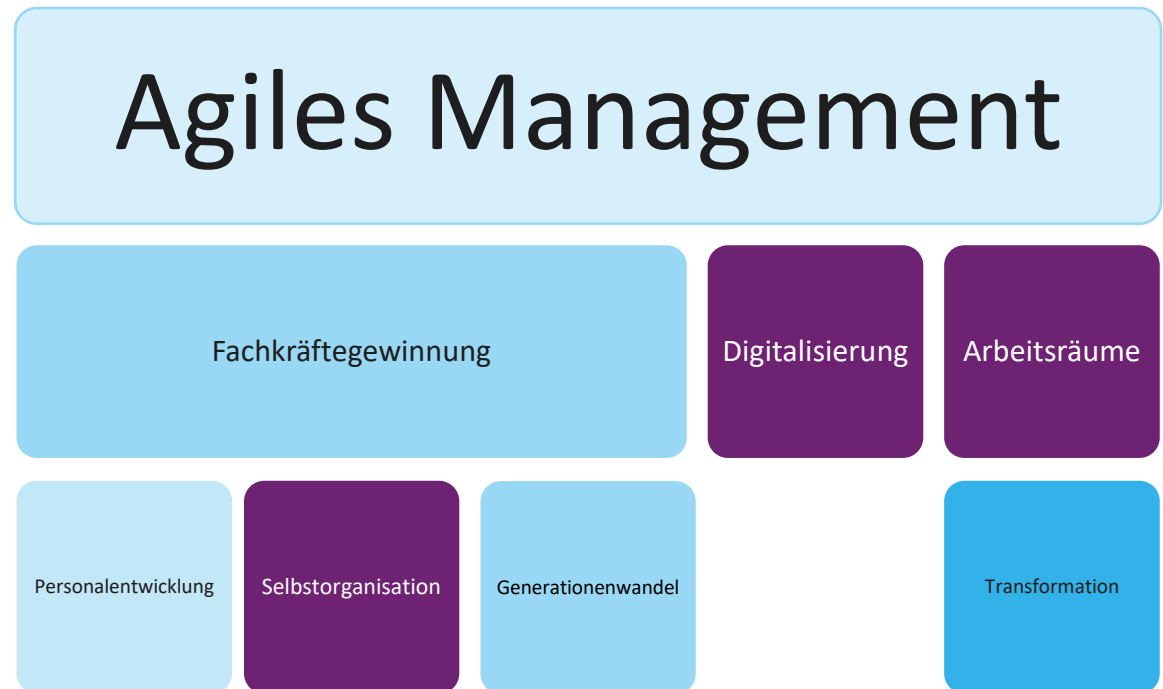 Agiles Management
Fachkräftegewinnung
Digitalisierung
Arbeitsräume
Personalentwicklung
Selbstorganisation
Generationenwandel
Transformation